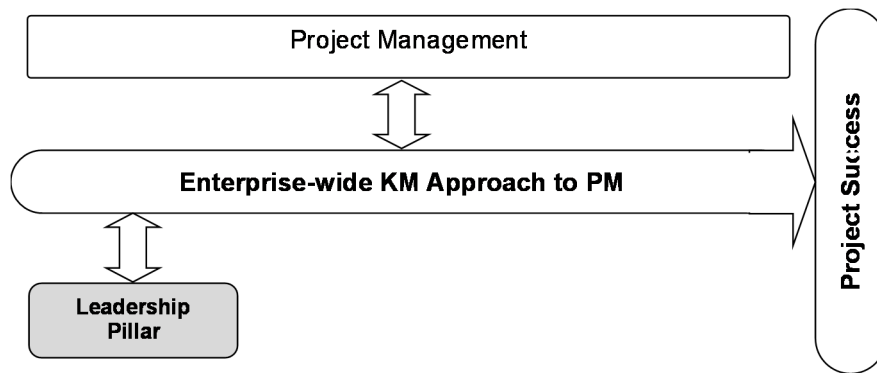 Project Management
Enterprise-wide KM Approach to PM
Leadership
Pillar
Project Success